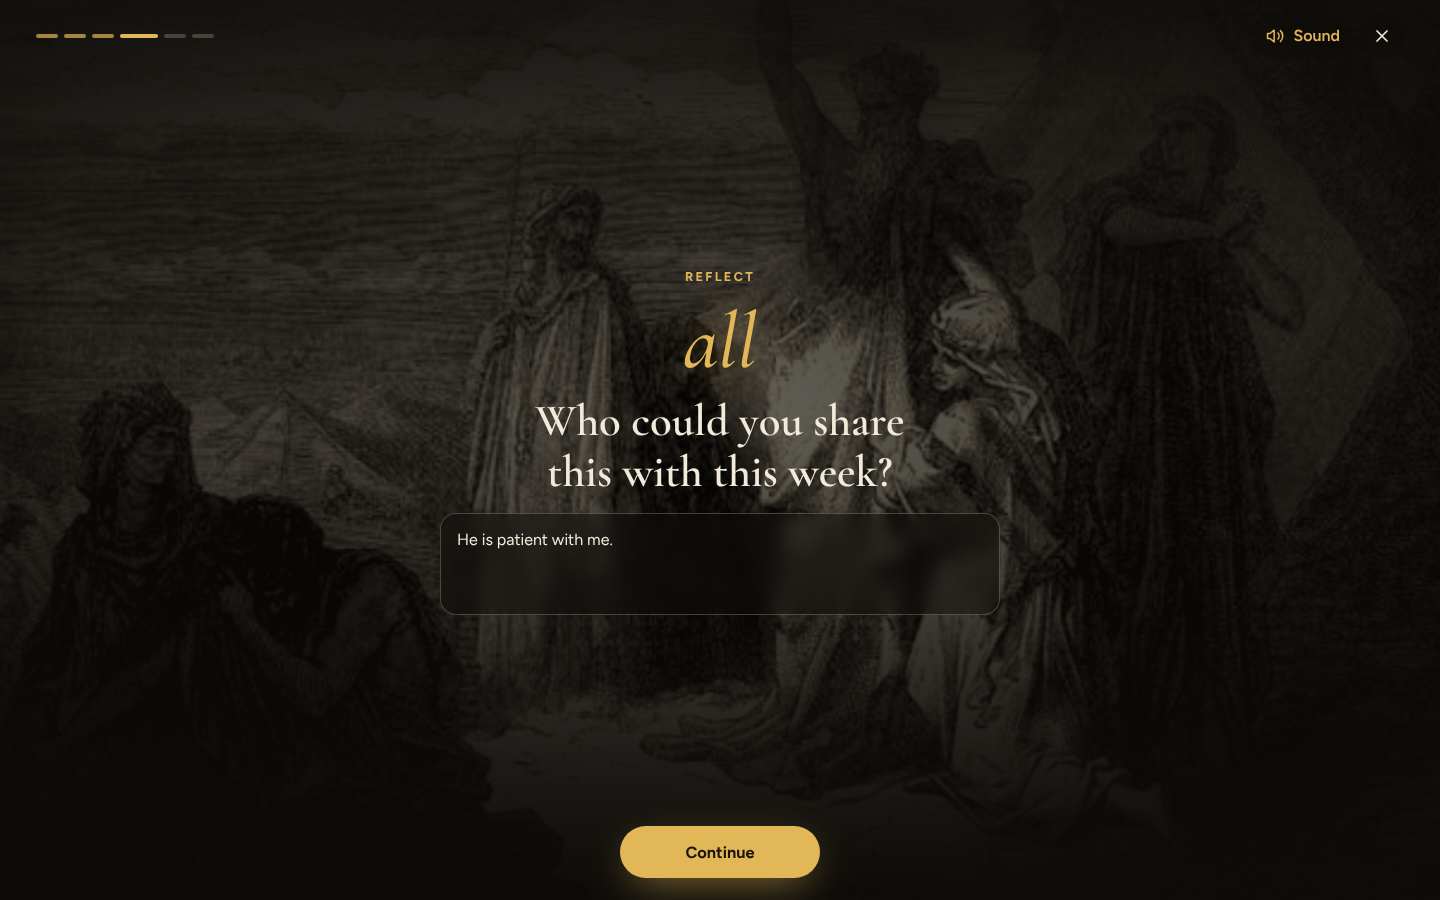 Sound
REFLECT
all
Who could you share
this with this week?
He is patient with me.
Continue